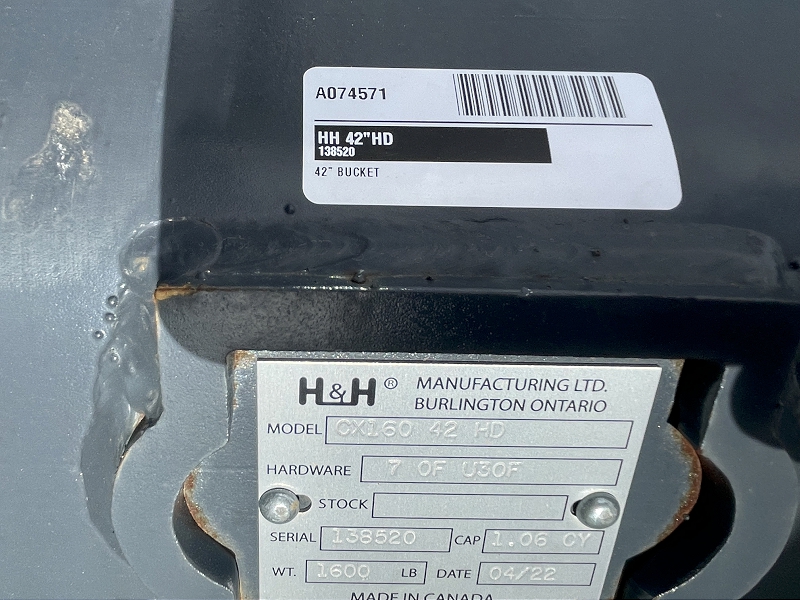 A074571
HH 42"HD
138520
42" BUCKET
H&H® MANUFACTURING LTD.
BURLINGTON ONTARIO
MODEL CX160 42 HD
HARDWARE 7 OF U30F
STOCK
SERIAL 138520 CAP 1.06 CY
WT. 1600 LB DATE 04/22
MADE IN CANADA